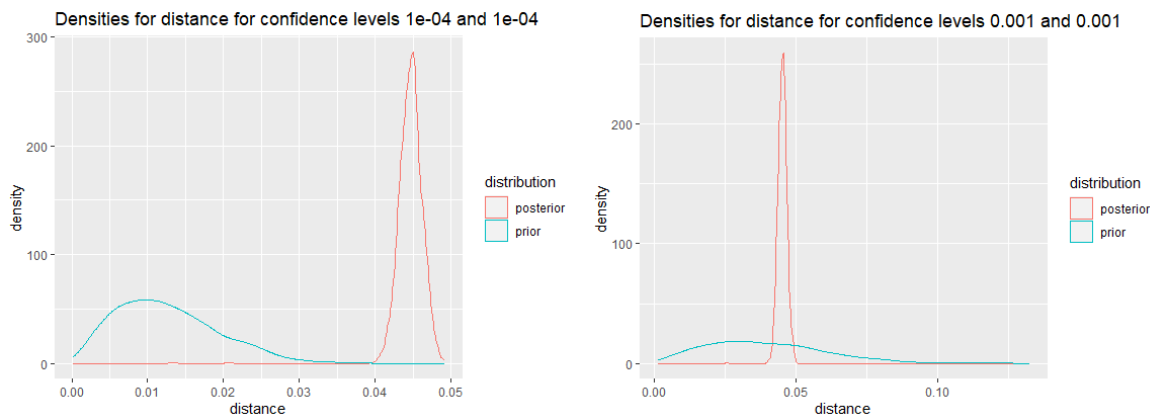 Densities for distance for confidence levels 1e-04 and 1e-04
300
200
100
0
density
0.00 0.01 0.02 0.03 0.04 0.05
distance
distribution
posterior
prior
Densities for distance for confidence levels 0.001 and 0.001
200
100
0
density
0.00 0.05 0.10
distance
distribution
posterior
prior